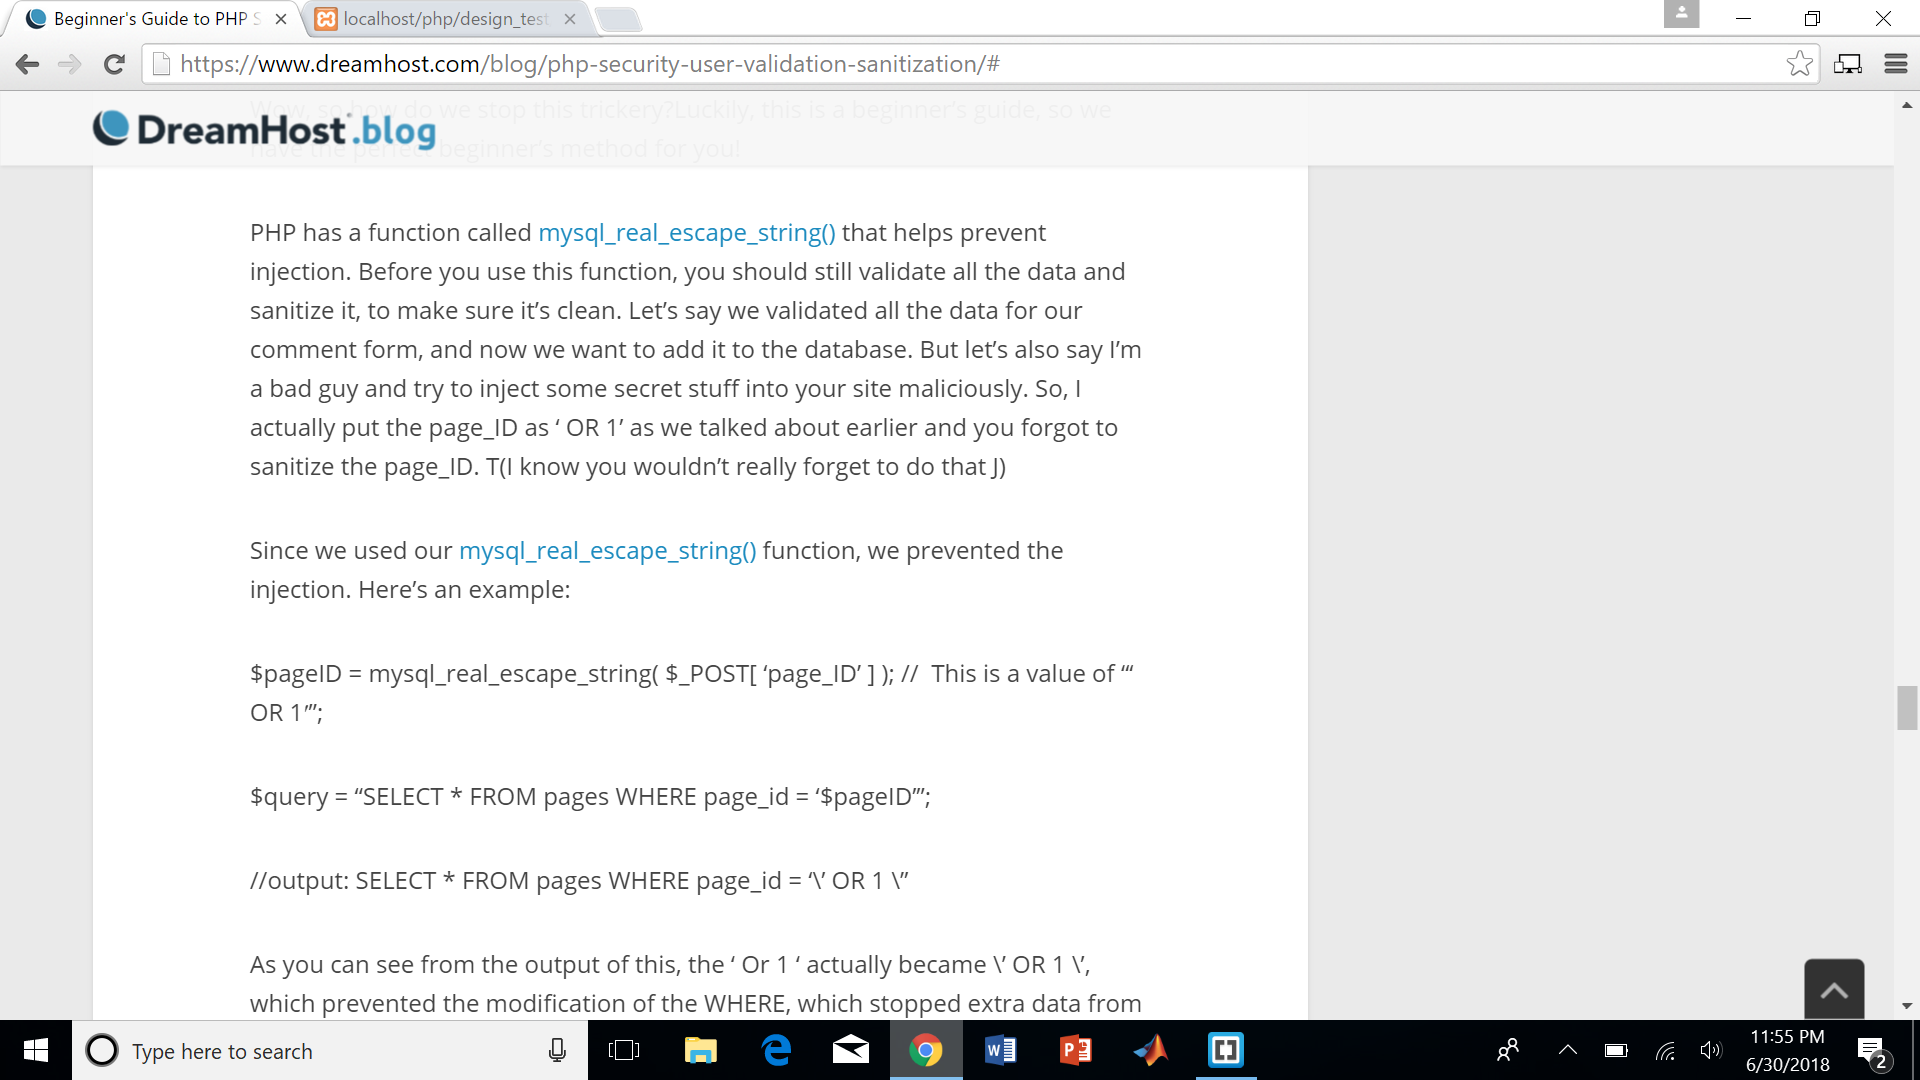 Beginner's Guide to PHP S
localhost/php/design_test
https://www.dreamhost.com/blog/php-security-user-validation-sanitization/#
Wow, so how do we stop this trickery?Luckily, this is a beginner's guide, so we
DreamHost.blog
have the perfect beginner's method for you!
PHP has a function called mysql_real_escape_string() that helps prevent
injection. Before you use this function, you should still validate all the data and
sanitize it, to make sure it’s clean. Let’s say we validated all the data for our
comment form, and now we want to add it to the database. But let’s also say I’m
a bad guy and try to inject some secret stuff into your site maliciously. So, I
actually put the page_ID as ‘ OR 1’ as we talked about earlier and you forgot to
sanitize the page_ID. T(I know you wouldn’t really forget to do that J)
Since we used our mysql_real_escape_string() function, we prevented the
injection. Here’s an example:
$pageID = mysql_real_escape_string( $_POST[ ‘page_ID’ ] ); //  This is a value of “‘
OR 1’”;
$query = “SELECT * FROM pages WHERE page_id = ‘$pageID’”;
//output: SELECT * FROM pages WHERE page_id = ‘\’ OR 1 \”
As you can see from the output of this, the ‘ Or 1 ‘ actually became \’ OR 1 \’,
which prevented the modification of the WHERE, which stopped extra data from
Type here to search
11:55 PM
6/30/2018
2